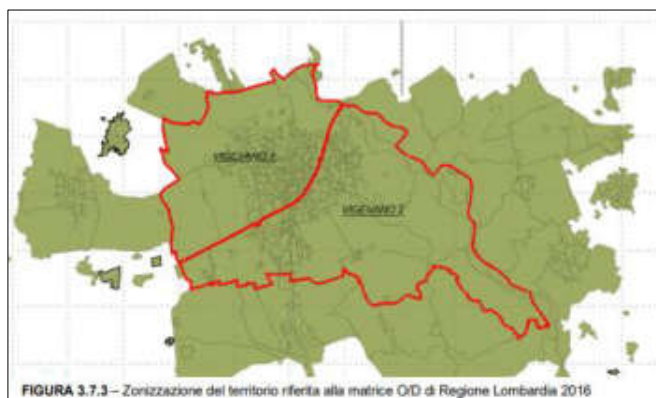 VIGEVANO 1
VIGEVANO 2
FIGURA 3.7.3 – Zonizzazione del territorio riferita alla matrice O/D di Regione Lombardia 2016